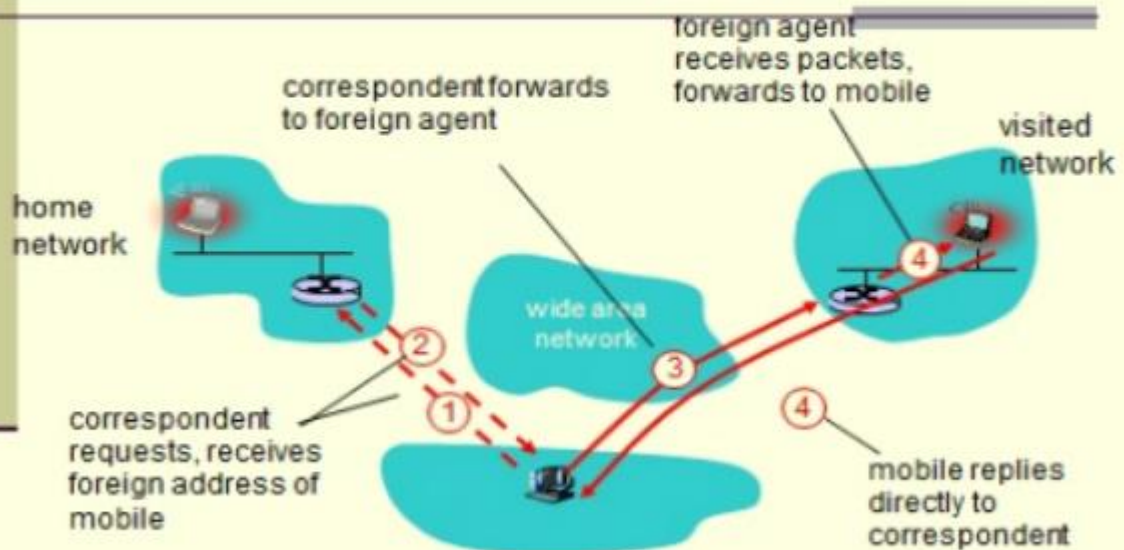 foreign agent
receives packets,
forwards to mobile
correspondent forwards
to foreign agent
visited
network
home
network
wide area
network
4
2
3
1
4
correspondent
requests, receives
foreign address of
mobile
mobile replies
directly to
correspondent